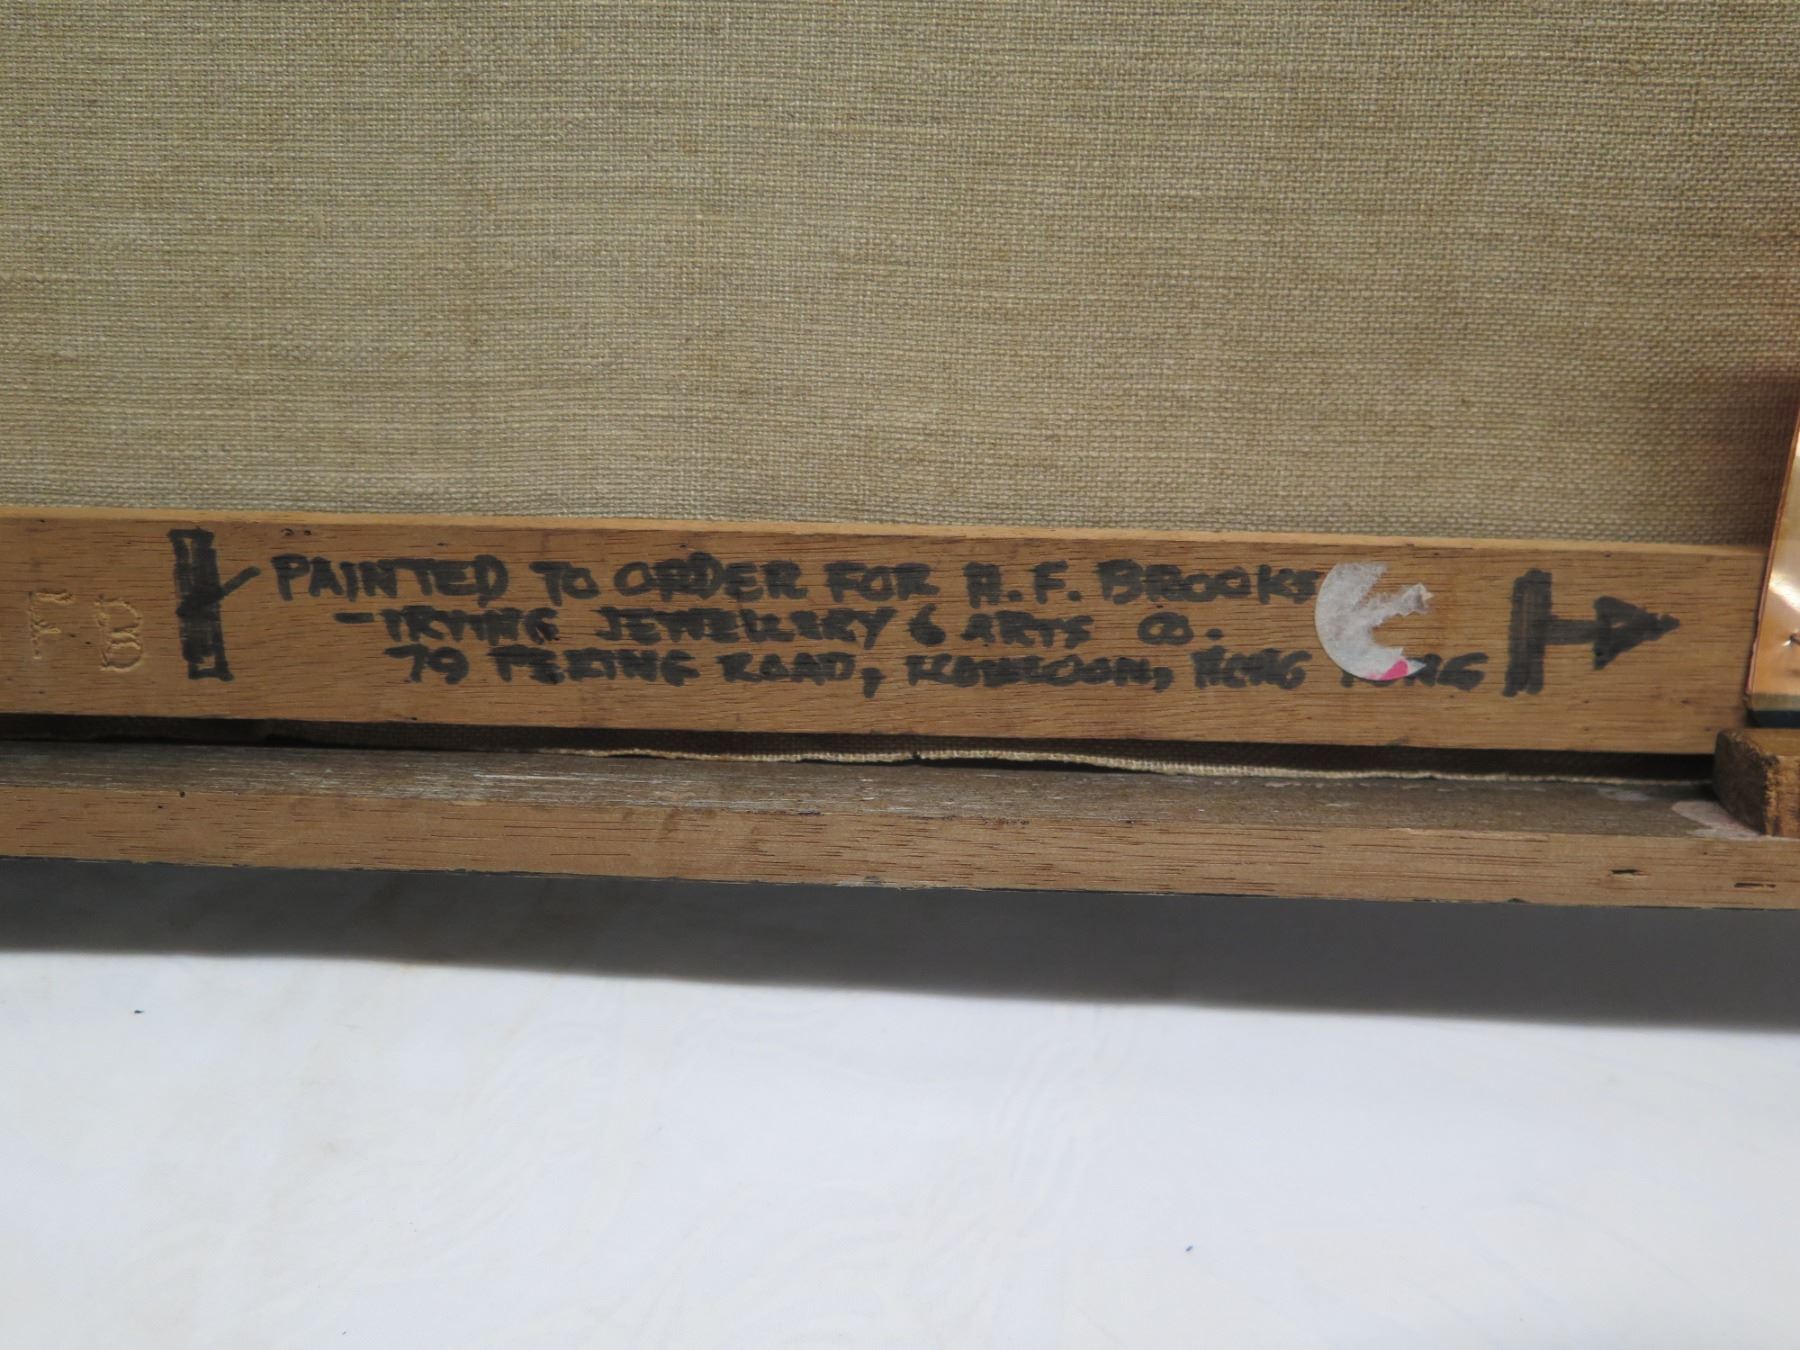 PAINTED TO ORDER FOR H.F. BROOKS
- IRVING JEWELLERY & ARTS CO.
79 PEKING ROAD, KOWLOON, HONG KONG
F B